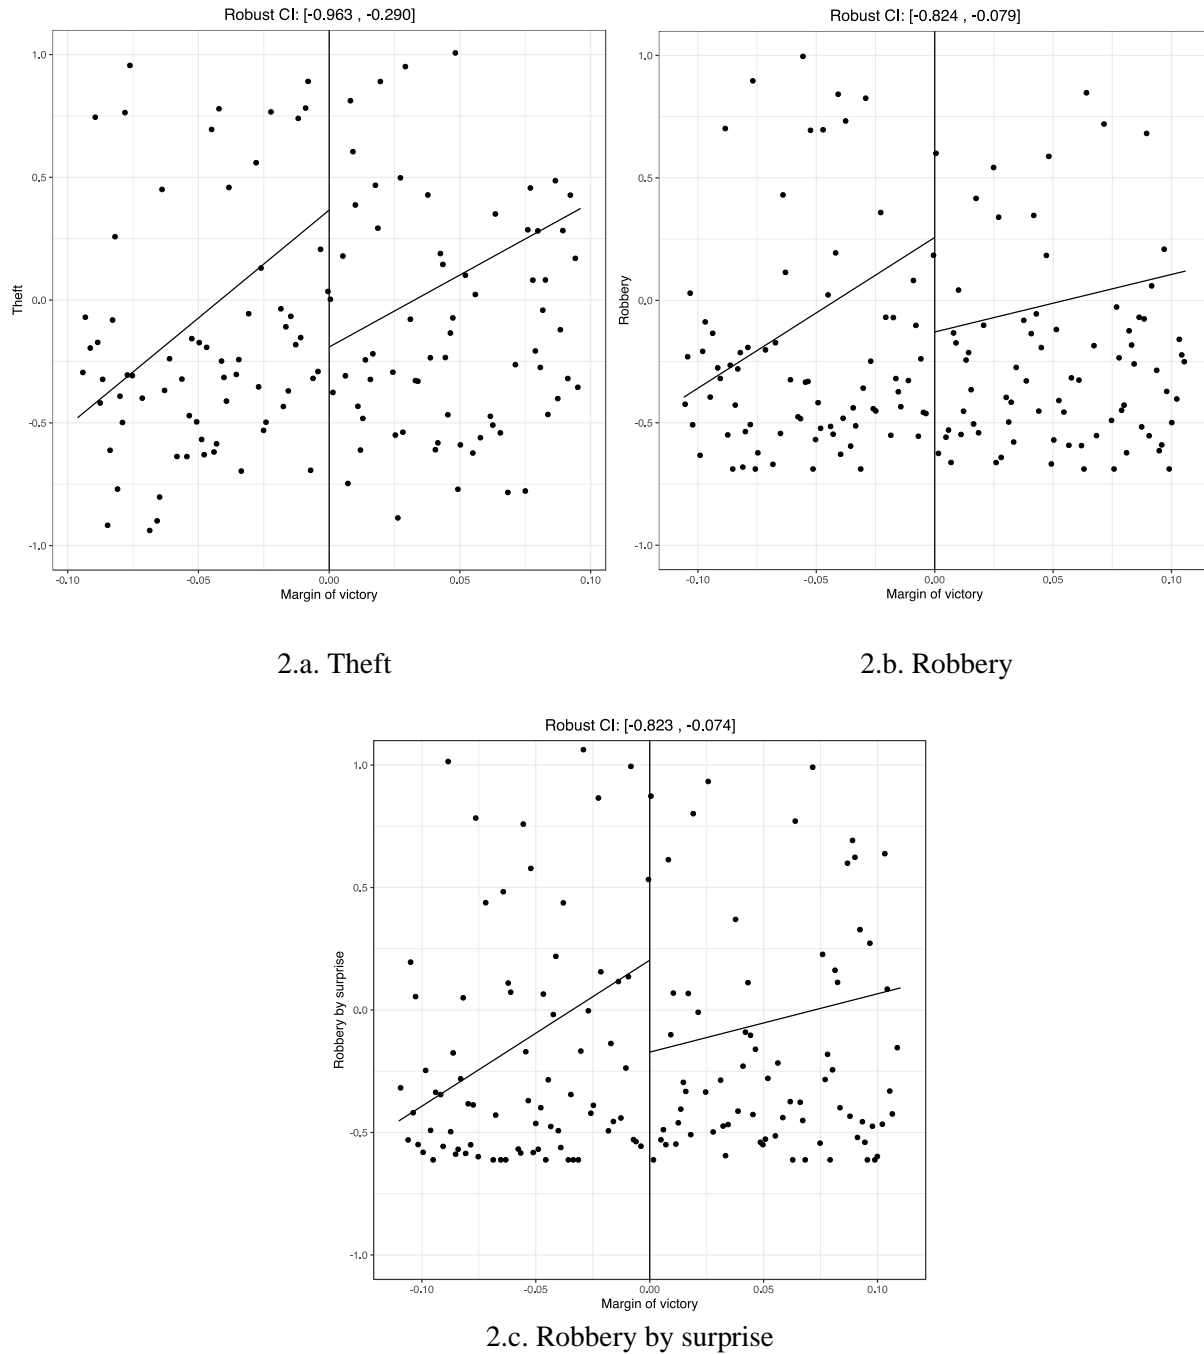 Robust CI: [-0.963 , -0.290]
1.0
0.5
0.0
-0.5
-1.0
Theft
-0.10
-0.05
0.00
0.05
0.10
Margin of victory
2.a. Theft
Robust CI: [-0.824 , -0.079]
1.0
0.5
0.0
-0.5
-1.0
Robbery
-0.10
-0.05
0.00
0.05
0.10
Margin of victory
2.b. Robbery
Robust CI: [-0.823 , -0.074]
1.0
0.5
0.0
-0.5
-1.0
Robbery by surprise
-0.10
-0.05
0.00
0.05
0.10
Margin of victory
2.c. Robbery by surprise